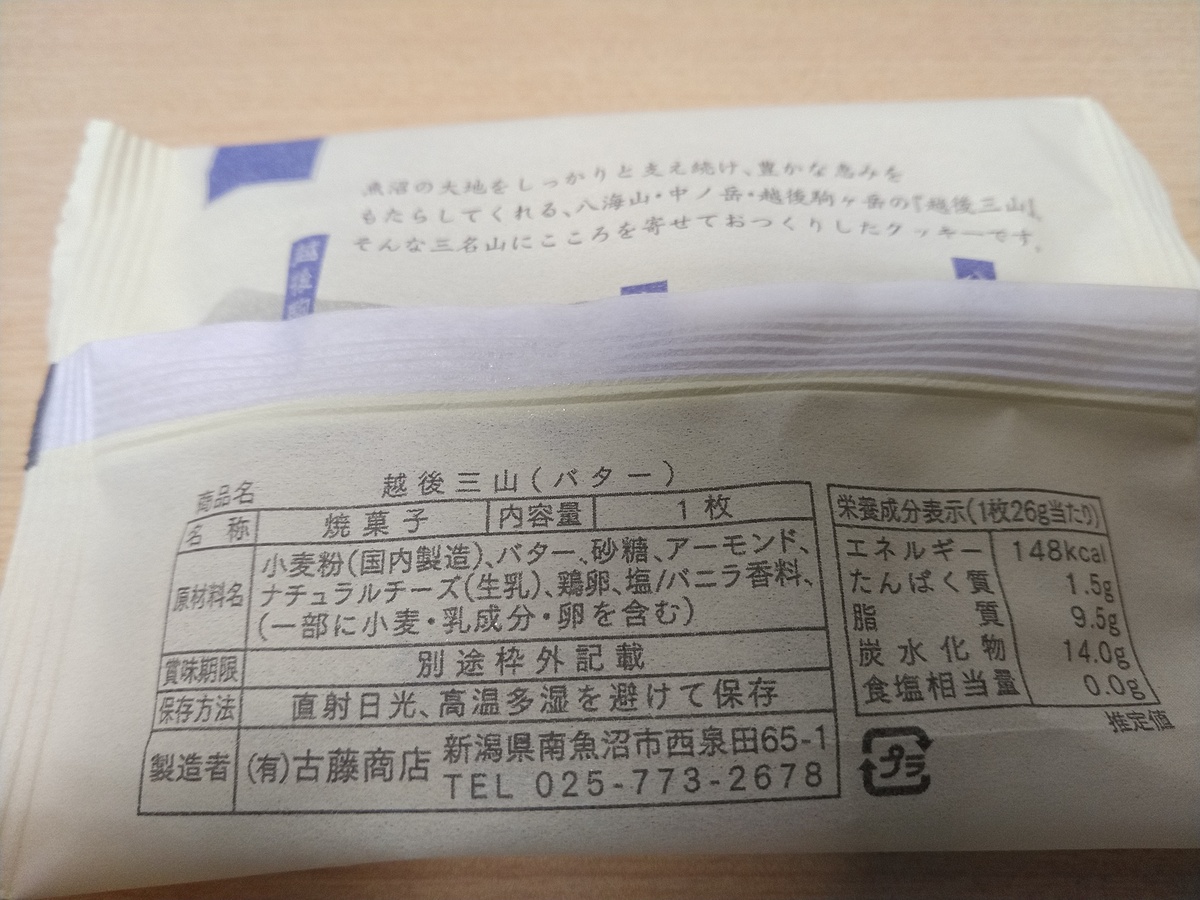 魚沼の大地をしっかりと支え続け、豊かな恵みを
もたらしてくれる、八海山・中ノ岳・越後駒ヶ岳の『越後三山』。
そんな三名山にこころを寄せておつくりしたクッキーです。
越後駒
商品名 越後三山(バター)
名称 焼菓子 内容量 1枚
原材料名 小麦粉(国内製造)、バター、砂糖、アーモンド、
ナチュラルチーズ(生乳)、鶏卵、塩/バニラ香料、
(一部に小麦・乳成分・卵を含む)
賞味期限 別途枠外記載
保存方法 直射日光、高温多湿を避けて保存
製造者 (有)古藤商店 新潟県南魚沼市西泉田65-1
TEL 025-773-2678
栄養成分表示(1枚26g当たり)
エネルギー 148kcal
たんぱく質 1.5g
脂質 9.5g
炭水化物 14.0g
食塩相当量 0.0g
推定値
プラ